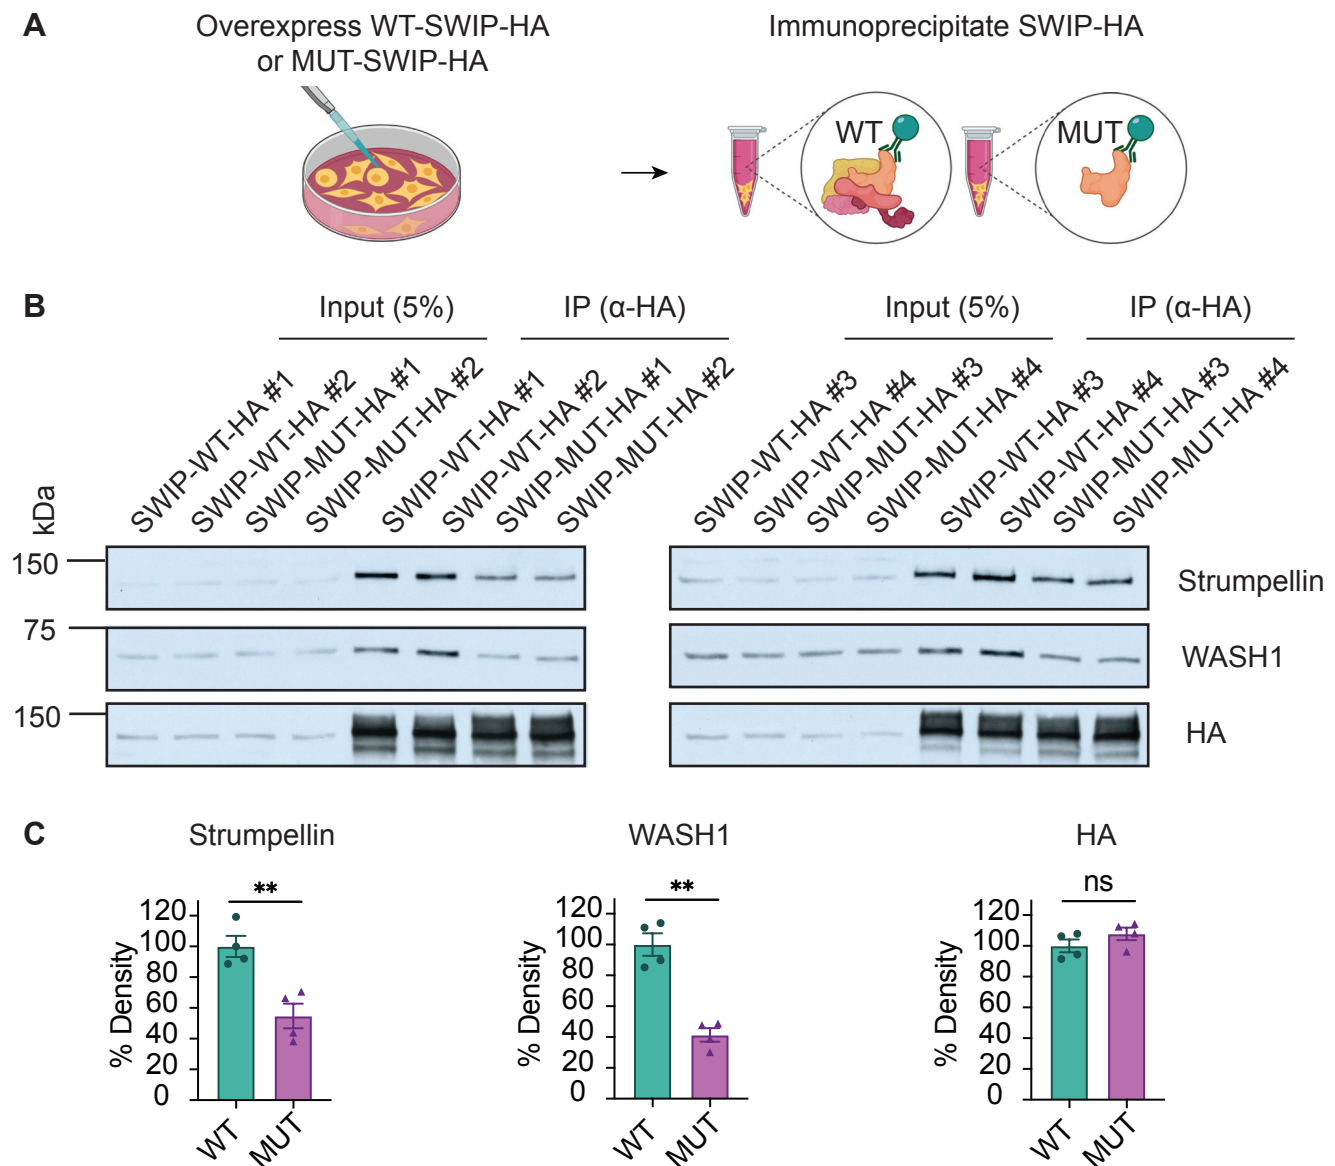 A
Overexpress WT-SWIP-HA
or MUT-SWIP-HA
Immunoprecipitate SWIP-HA
WT
MUT
B
Input (5%)
IP (α-HA)
Input (5%)
IP (α-HA)
kDa
SWIP-WT-HA #1
SWIP-WT-HA #2
SWIP-MUT-HA #1
SWIP-MUT-HA #2
SWIP-WT-HA #1
SWIP-WT-HA #2
SWIP-MUT-HA #1
SWIP-MUT-HA #2
SWIP-WT-HA #3
SWIP-WT-HA #4
SWIP-MUT-HA #3
SWIP-MUT-HA #4
SWIP-WT-HA #3
SWIP-WT-HA #4
SWIP-MUT-HA #3
SWIP-MUT-HA #4
150
Strumpellin
75
WASH1
150
HA
C
Strumpellin
**
% Density
120
100
80
60
40
20
0
WT
MUT
WASH1
**
% Density
120
100
80
60
40
20
0
WT
MUT
HA
ns
% Density
120
100
80
60
40
20
0
WT
MUT